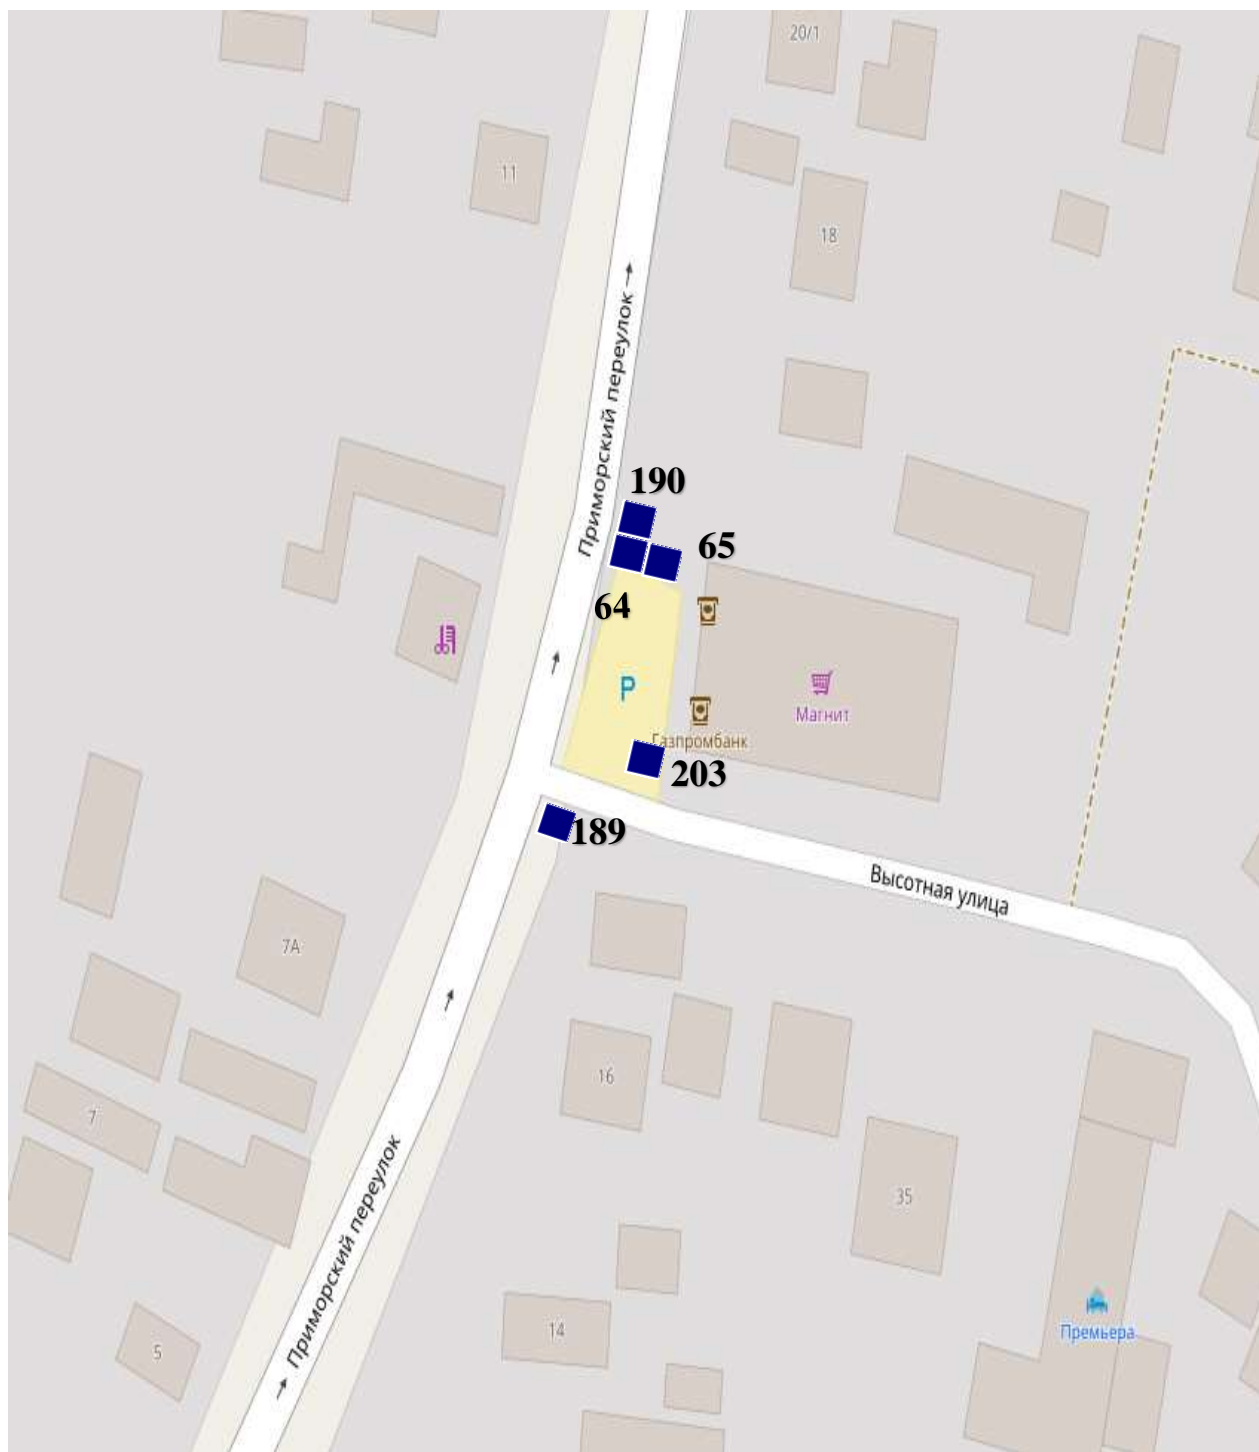 20/1
11
18
Приморский переулок →
190
65
64
P
Магнит
Газпромбанк
203
189
Высотная улица
7А
16
7
35
→ Приморский переулок
14
5
Премьера